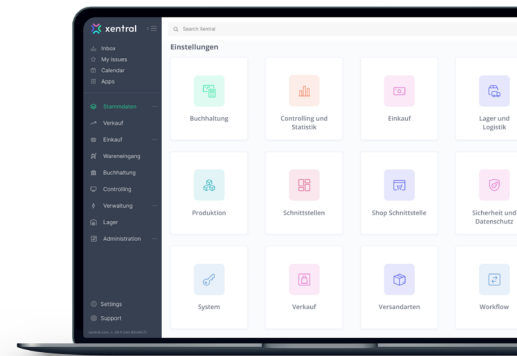 xentral
Search Xentral
Inbox
My issues
Calendar
Apps
Stammdaten
Verkauf
Einkauf
Wareneingang
Buchhaltung
Controlling
Verwaltung
Lager
Administration
Settings
Support
Einstellungen
Buchhaltung
Controlling und
Statistik
Einkauf
Lager und
Logistik
Produktion
Schnittstellen
Shop Schnittstelle
Sicherheit und
Datenschutz
System
Verkauf
Versandarten
Workflow